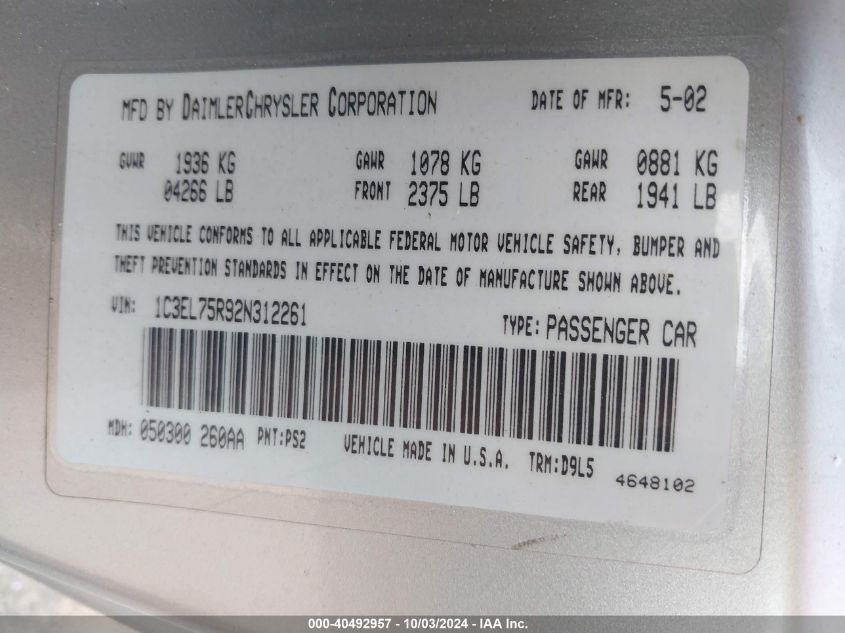 MFD BY DAIMLERCHRYSLER CORPORATION DATE OF MFR: 5-02
GVWR 1936 KG GAWR 1078 KG GAWR 0881 KG
04266 LB FRONT 2375 LB REAR 1941 LB
THIS VEHICLE CONFORMS TO ALL APPLICABLE FEDERAL MOTOR VEHICLE SAFETY, BUMPER AND
THEFT PREVENTION STANDARDS IN EFFECT ON THE DATE OF MANUFACTURE SHOWN ABOVE.
VIN: 1C3EL75R92N312261 TYPE: PASSENGER CAR
MDH: 050300 260AA PNT:PS2 VEHICLE MADE IN U.S.A. TRM:D9L5
4648102
000-40492957 - 10/03/2024 - IAA Inc.